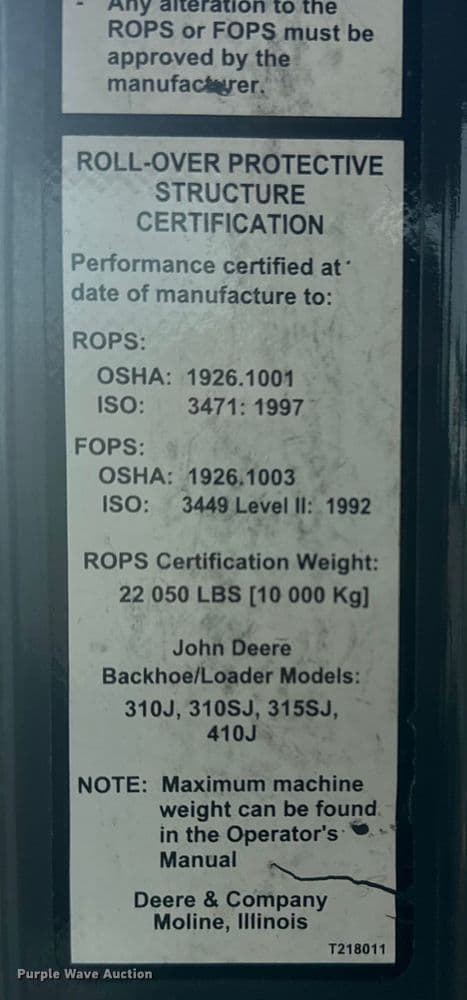 - Any alteration to the
ROPS or FOPS must be
approved by the
manufacturer.
ROLL-OVER PROTECTIVE
STRUCTURE
CERTIFICATION
Performance certified at
date of manufacture to:
ROPS:
OSHA: 1926.1001
ISO: 3471: 1997
FOPS:
OSHA: 1926.1003
ISO: 3449 Level II: 1992
ROPS Certification Weight:
22 050 LBS [10 000 Kg]
John Deere
Backhoe/Loader Models:
310J, 310SJ, 315SJ,
410J
NOTE: Maximum machine
weight can be found
in the Operator's
Manual
Deere & Company
Moline, Illinois
T218011
Purple Wave Auction